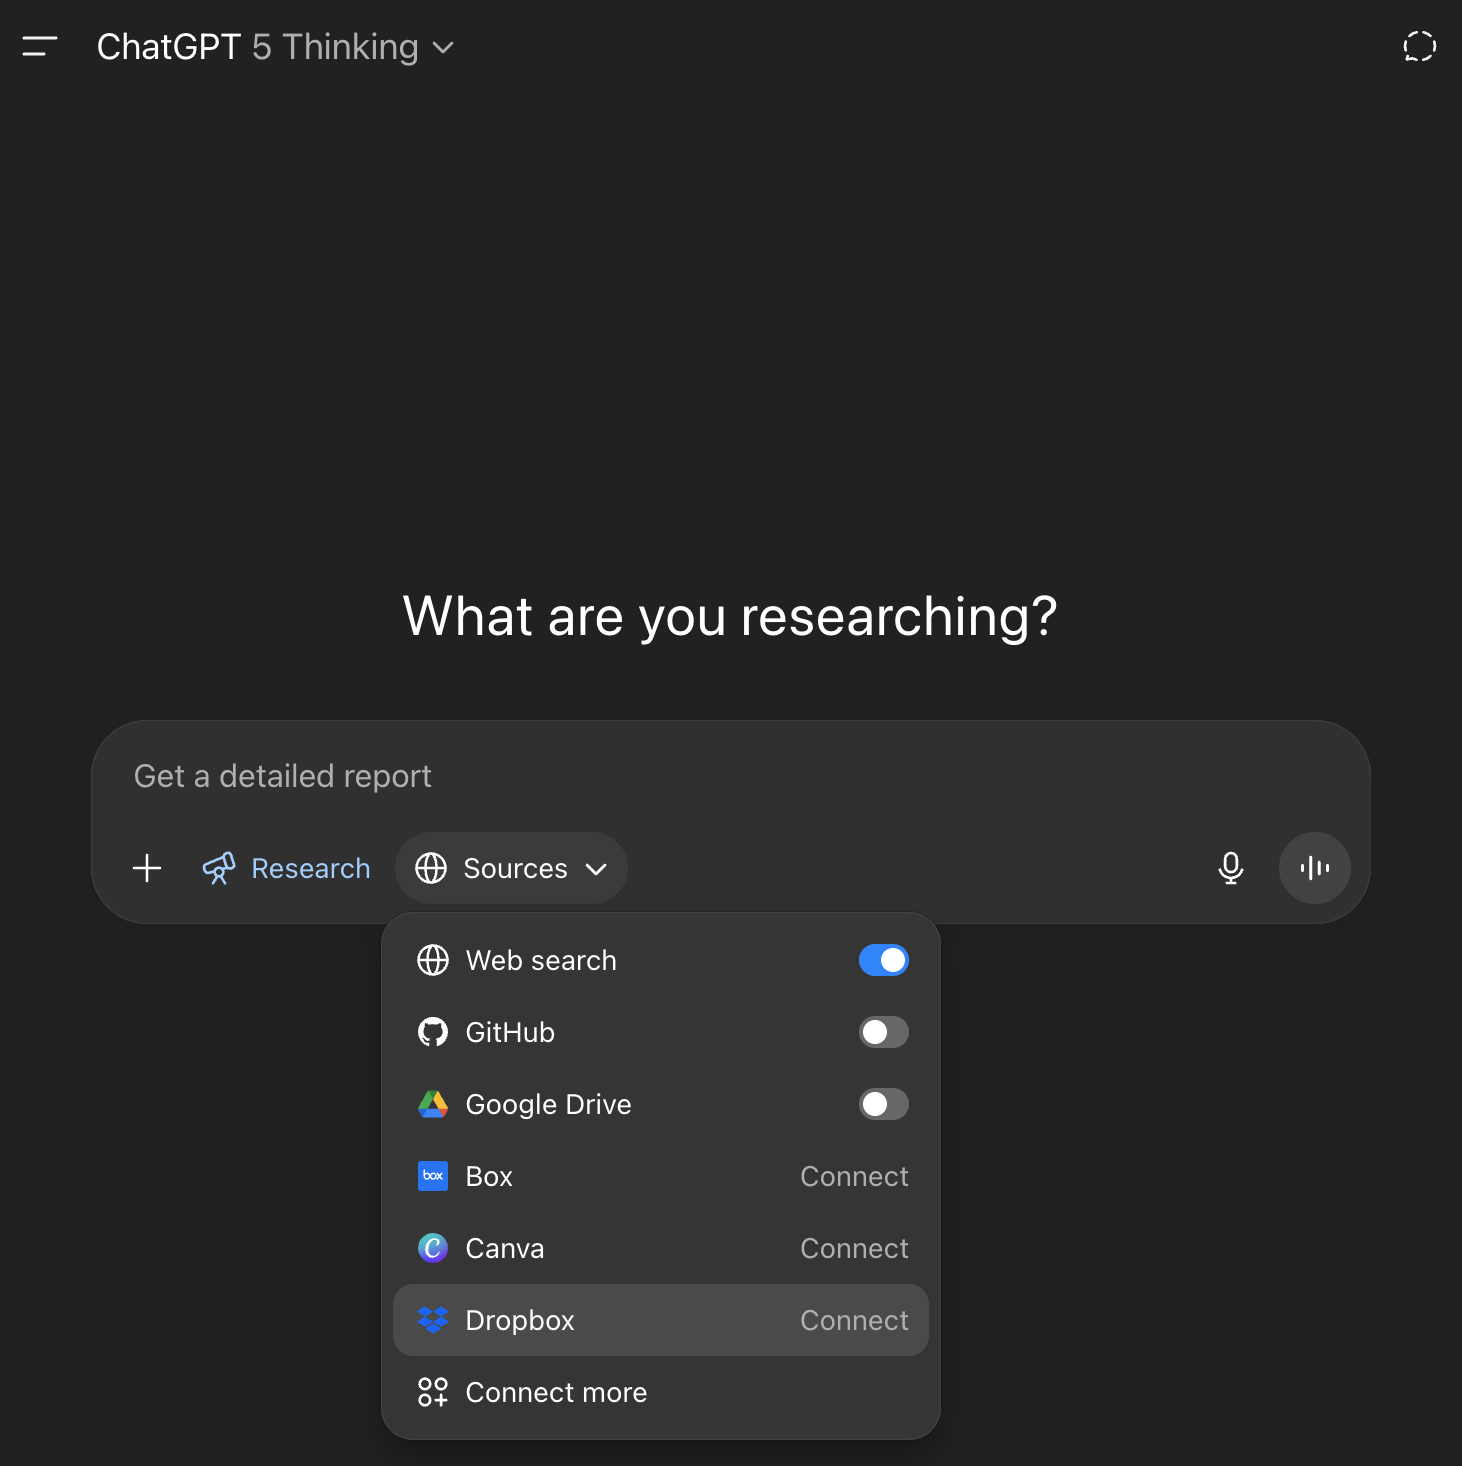 ChatGPT 5 Thinking
What are you researching?
Get a detailed report
Research Sources
Web search
GitHub
Google Drive
box Box Connect
Canva Connect
Dropbox Connect
Connect more